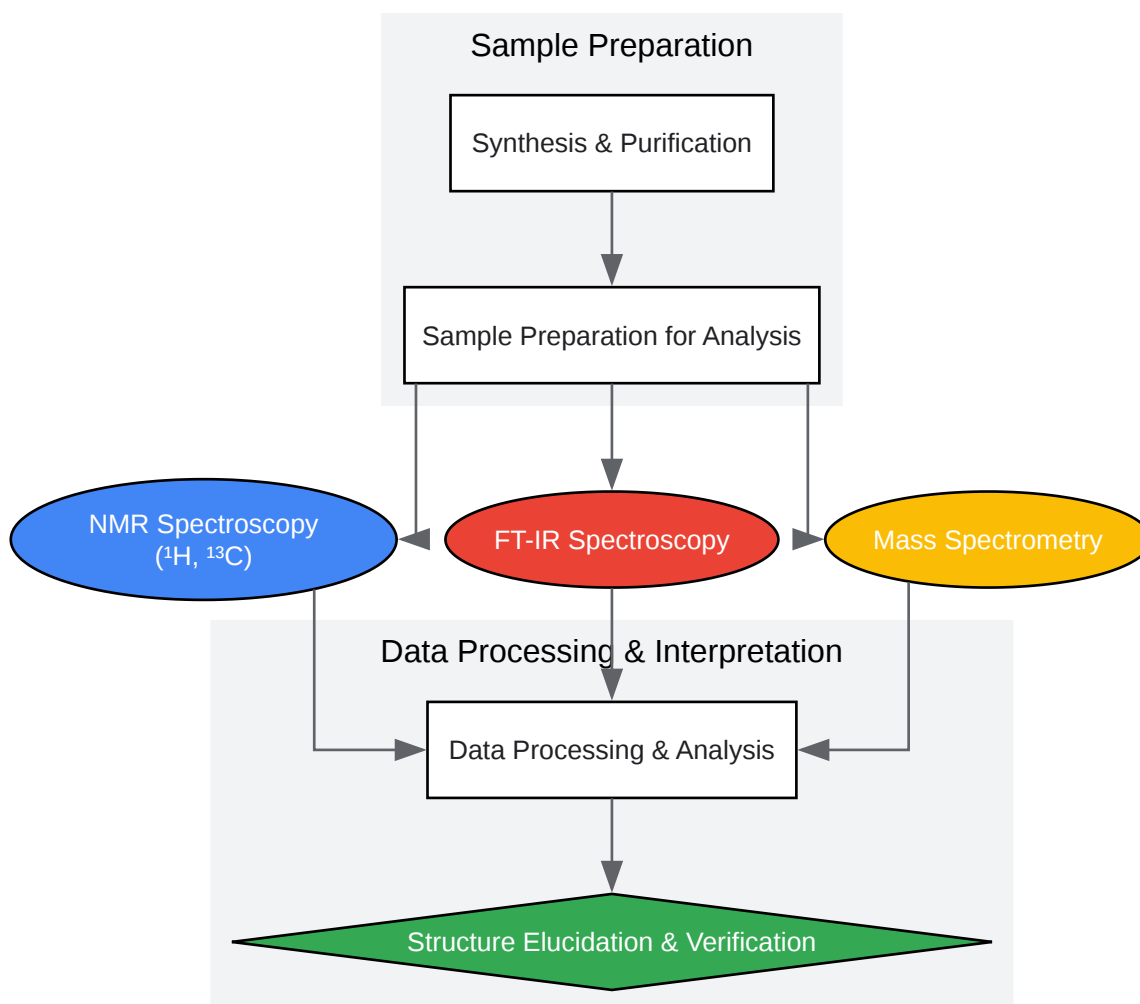 Sample Preparation
Synthesis & Purification
Sample Preparation for Analysis
NMR Spectroscopy
(¹H, ¹³C)
FT-IR Spectroscopy
Mass Spectrometry
Data Processing & Interpretation
Data Processing & Analysis
Structure Elucidation & Verification